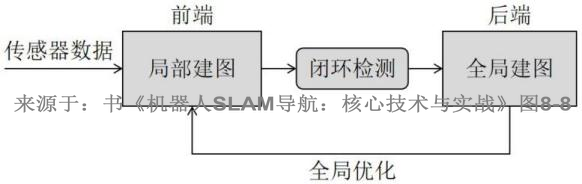 前端
后端
传感器数据
局部建图
闭环检测
全局建图
来源于：书《机器人SLAM导航：核心技术与实战》图8-8
全局优化